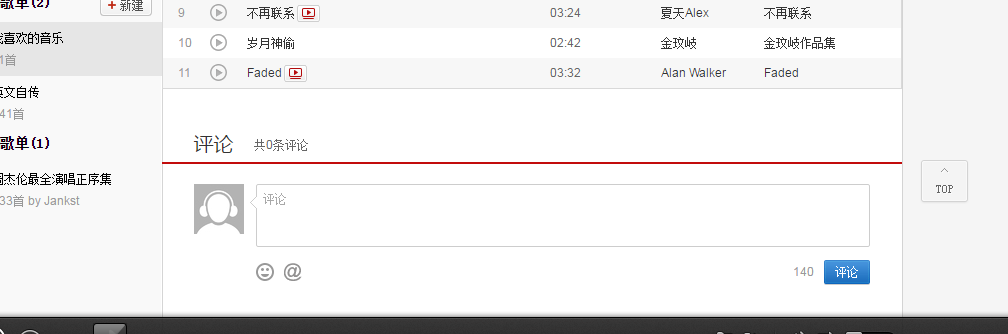 歌单(2)
+ 新建
喜欢的音乐
1首
英文自传
41首
歌单(1)
周杰伦最全演唱正序集
33首 by Jankst
9 不再联系 03:24 夏天Alex 不再联系
10 岁月神偷 02:42 金玟岐 金玟岐作品集
11 Faded 03:32 Alan Walker Faded
评论 共0条评论
评论
@
140 评论
TOP